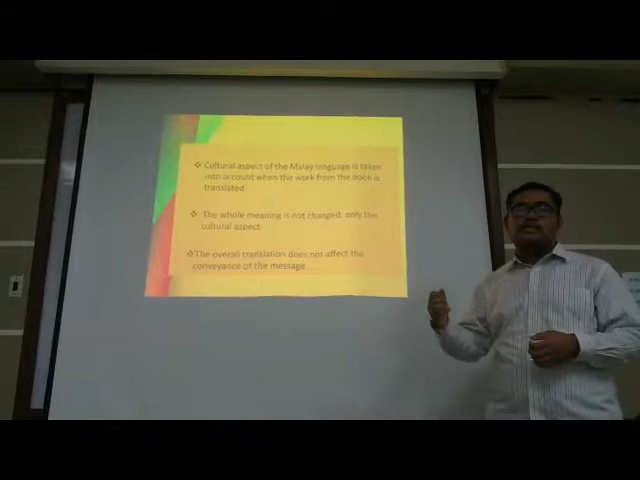 ❖ Cultural aspect of the Malay language is taken
into account when the work from the book is
translated.
❖ The whole meaning is not changed, only the
cultural aspect
❖ The overall translation does not affect the
conveyance of the message